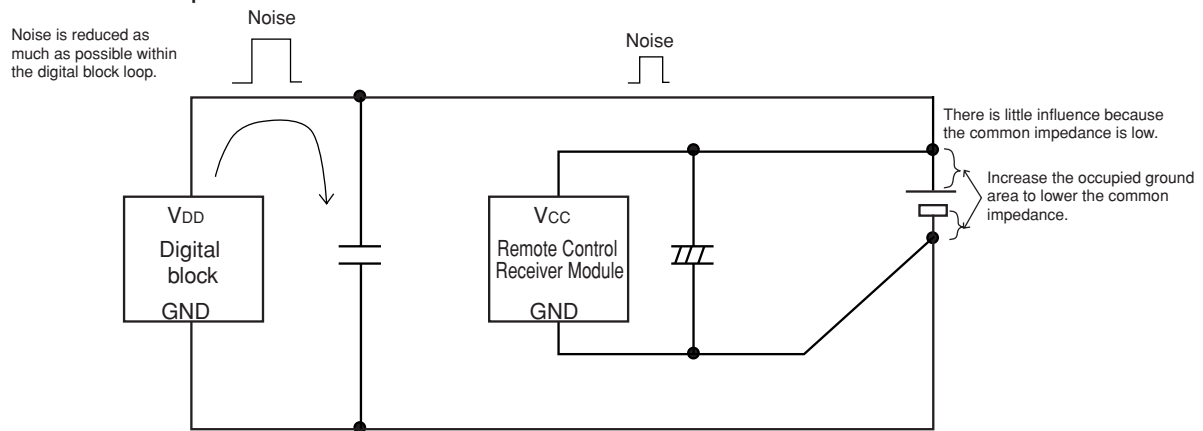 Noise
Noise is reduced as
much as possible within
the digital block loop.
Noise
There is little influence because
the common impedance is low.
Increase the occupied ground
area to lower the common
impedance.
VDD
Digital
block
GND
VCC
Remote Control
Receiver Module
GND